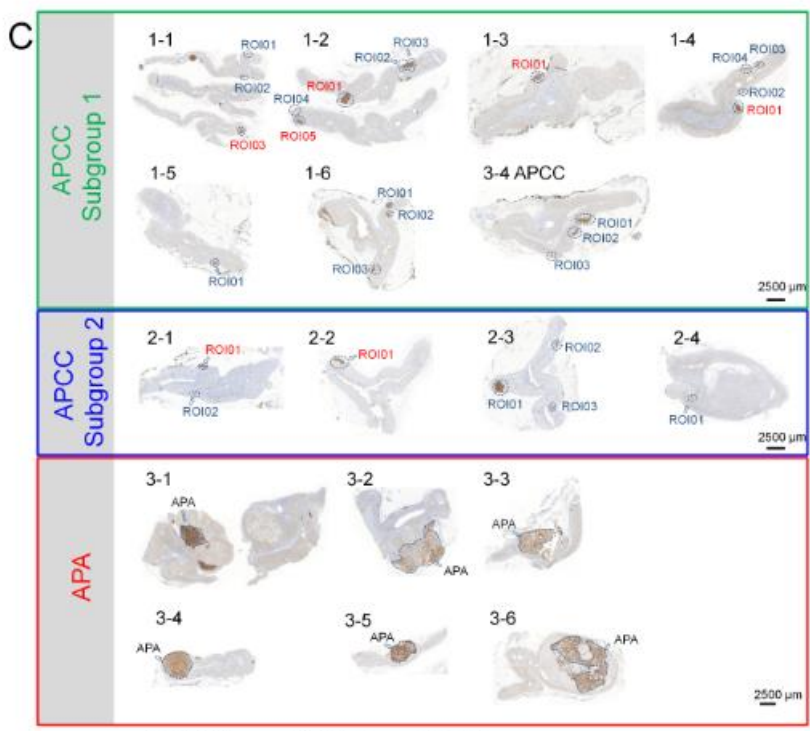 C
APCC
Subgroup 1
1-1
ROI01
ROI02
ROI03
1-2
ROI03
ROI02
ROI01
ROI04
ROI05
1-3
ROI01
1-4
ROI03
ROI04
ROI02
ROI01
1-5
ROI01
1-6
ROI01
ROI02
ROI03
3-4 APCC
ROI01
ROI02
ROI03
2500 µm
APCC
Subgroup 2
2-1
ROI01
ROI02
2-2
ROI01
2-3
ROI02
ROI01
ROI03
2-4
ROI01
2500 µm
APA
3-1
APA
3-2
APA
3-3
APA
3-4
APA
3-5
APA
3-6
APA
2500 µm